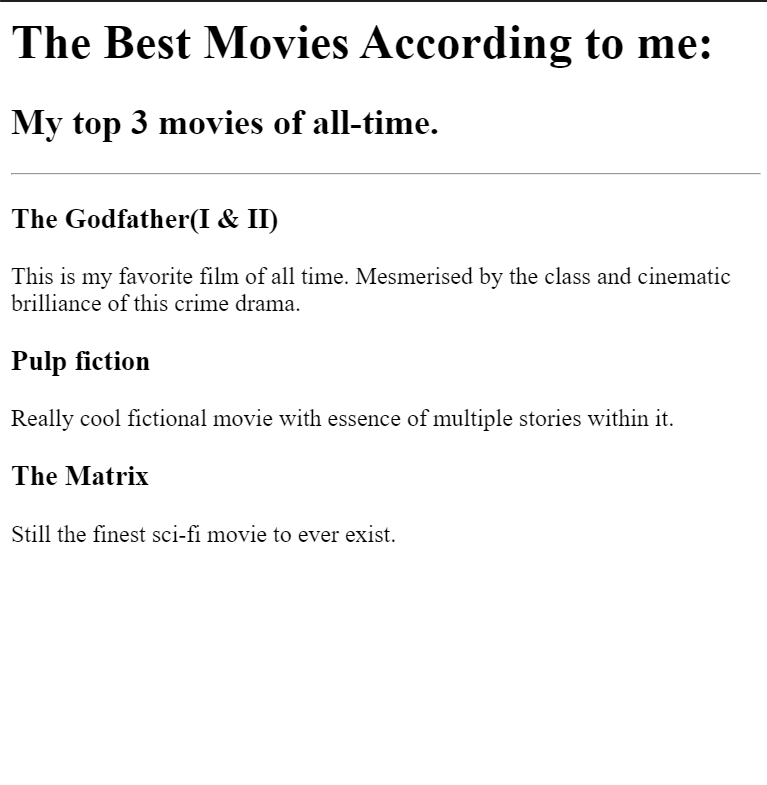 The Best Movies According to me:
My top 3 movies of all-time.
The Godfather(I & II)
This is my favorite film of all time. Mesmerised by the class and cinematic
brilliance of this crime drama.
Pulp fiction
Really cool fictional movie with essence of multiple stories within it.
The Matrix
Still the finest sci-fi movie to ever exist.